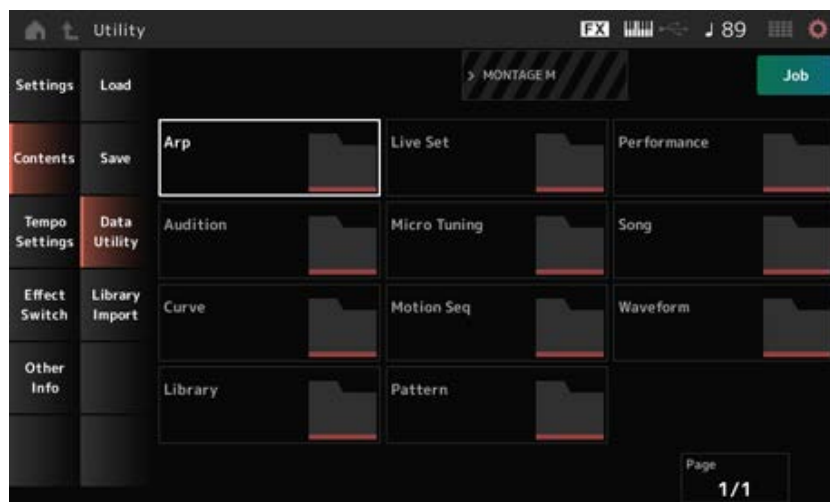 Utility
FX
89
Settings
Load
> MONTAGE M
Job
Contents
Save
Arp
Live Set
Performance
Tempo
Settings
Data
Utility
Audition
Micro Tuning
Song
Effect
Switch
Library
Import
Curve
Motion Seq
Waveform
Other
Info
Library
Pattern
Page
1/1